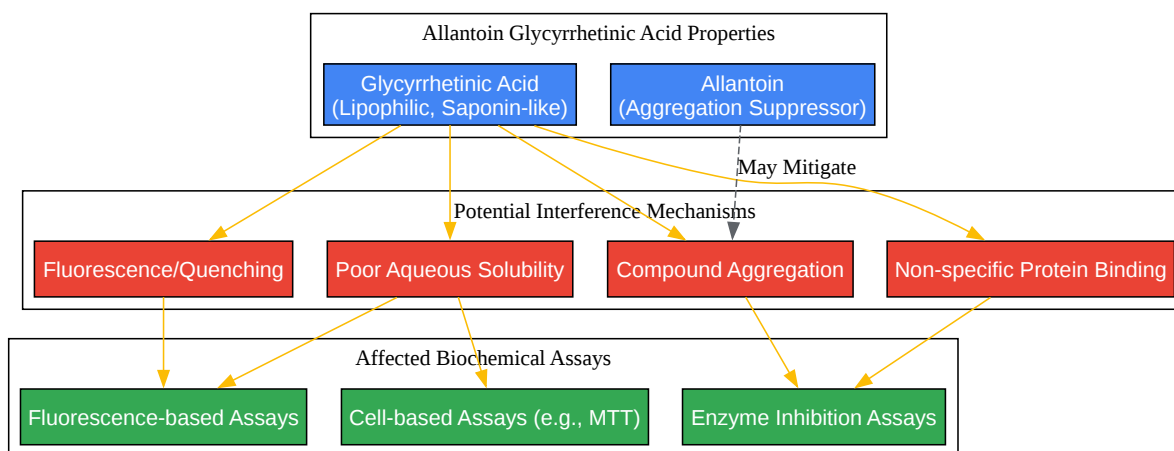 Allantoin Glycyrrhetinic Acid Properties
Glycyrrhetinic Acid
(Lipophilic, Saponin-like)
Allantoin
(Aggregation Suppressor)
May Mitigate
Potential Interference Mechanisms
Fluorescence/Quenching
Poor Aqueous Solubility
Compound Aggregation
Non-specific Protein Binding
Affected Biochemical Assays
Fluorescence-based Assays
Cell-based Assays (e.g., MTT)
Enzyme Inhibition Assays